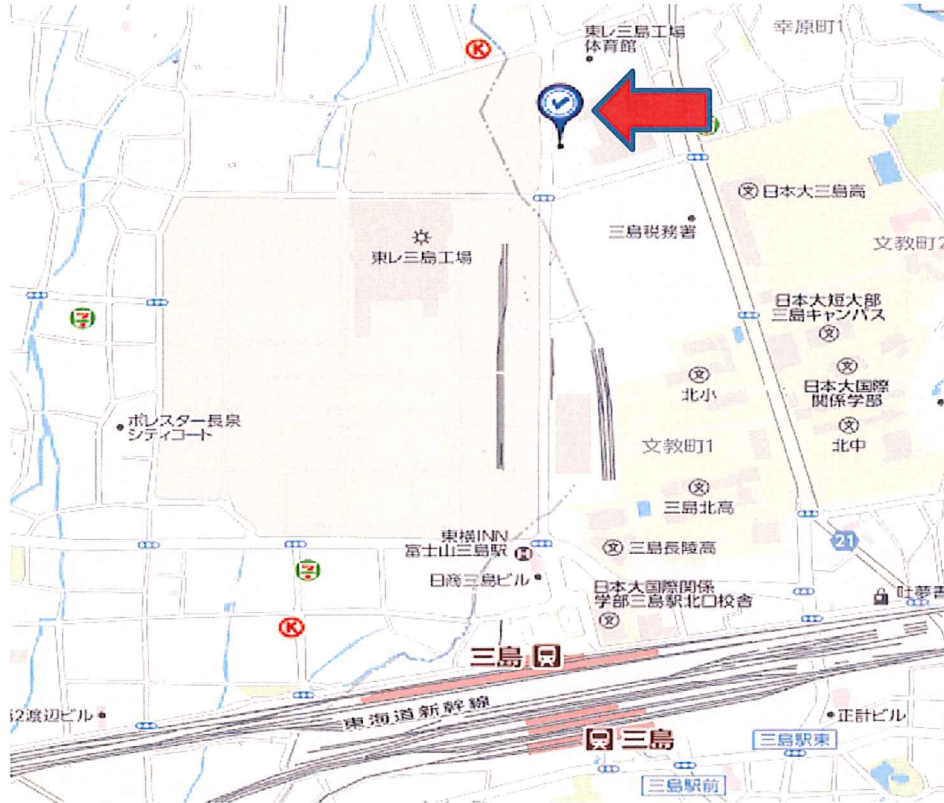 幸原町1
東レ三島工場
体育館
K
日本大三島高
三島税務署
文教町2
東レ三島工場
日本大短大部
三島キャンパス
北小
日本大国際
関係学部
ポレスター長泉
シティコート
文教町1
北中
三島北高
東横INN
富士山三島駅
三島長陵高
21
日商三島ビル
日本大国際関係
学部三島駅北口校舎
吐夢書
K
三島
東海道新幹線
2渡辺ビル
正計ビル
三島
三島駅東
三島駅前